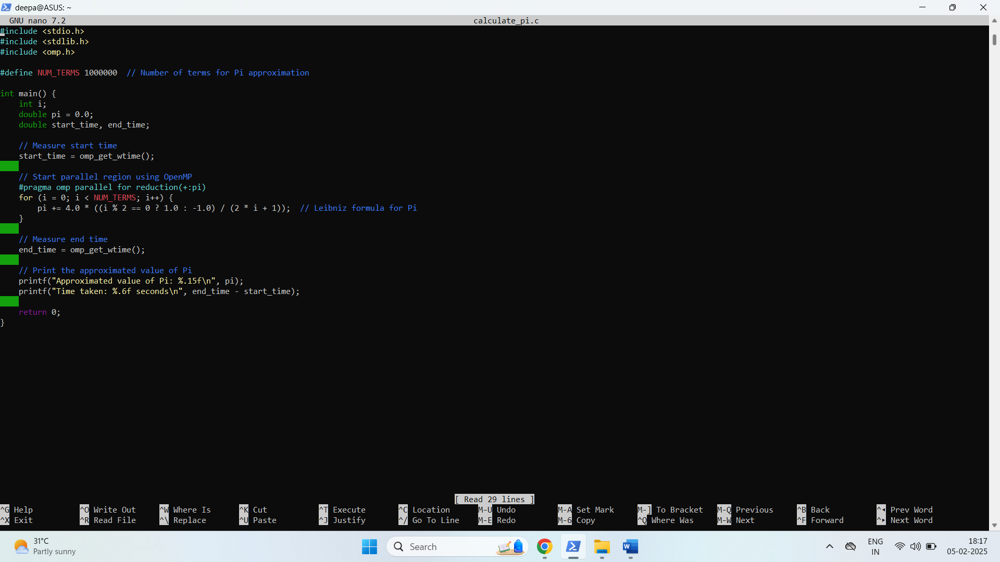 deepa@ASUS: ~
GNU nano 7.2 calculate_pi.c
#include <stdio.h>
#include <stdlib.h>
#include <omp.h>
#define NUM_TERMS 1000000  // Number of terms for Pi approximation
int main() {
    int i;
    double pi = 0.0;
    double start_time, end_time;
    // Measure start time
    start_time = omp_get_wtime();
    // Start parallel region using OpenMP
    #pragma omp parallel for reduction(+:pi)
    for (i = 0; i < NUM_TERMS; i++) {
        pi += 4.0 * ((i % 2 == 0 ? 1.0 : -1.0) / (2 * i + 1));  // Leibniz formula for Pi
    }
    // Measure end time
    end_time = omp_get_wtime();
    // Print the approximated value of Pi
    printf("Approximated value of Pi: %.15f\n", pi);
    printf("Time taken: %.6f seconds\n", end_time - start_time);
    return 0;
}
[ Read 29 lines ]
^G Help ^O Write Out ^W Where Is ^K Cut ^T Execute ^C Location M-U Undo M-A Set Mark M-] To Bracket M-Q Previous ^B Back ^◂ Prev Word
^X Exit ^R Read File ^\ Replace ^U Paste ^J Justify ^/ Go To Line M-E Redo M-6 Copy ^Q Where Was M-W Next ^F Forward ^▸ Next Word
31°C
Partly sunny
Search
W
ENG
IN
18:17
05-02-2025